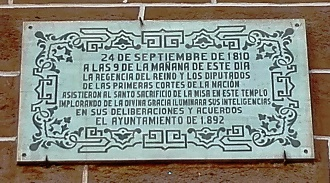 24 DE SEPTIEMBRE DE 1810
A LAS 9 DE LA MAÑANA DE ESTE DIA
LA REGENCIA DEL REINO Y LOS DIPUTADOS
DE LAS PRIMERAS CORTES DE LA NACIÓN
ASISTIERON AL SANTO SACRIFICIO DE LA MISA EN ESTE TEMPLO
IMPLORANDO DE LA DIVINA GRACIA ILUMINARA SUS INTELIGENCIAS
EN SUS DELIBERACIONES Y ACUERDOS
EL AYUNTAMIENTO DE 1.892